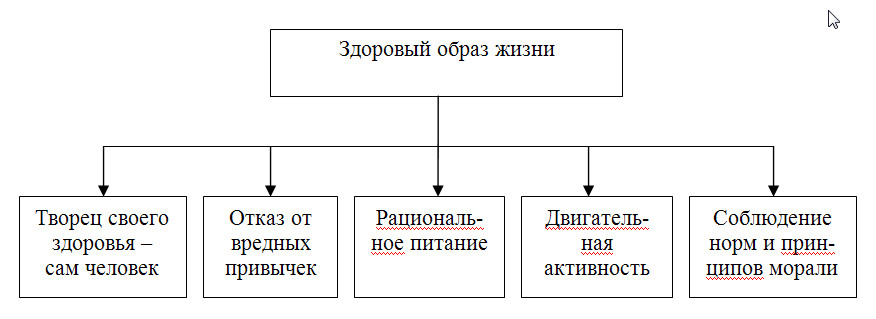 Здоровый образ жизни
Творец своего
здоровья –
сам человек
Отказ от
вредных
привычек
Рациональ-
ное питание
Двигатель-
ная
активность
Соблюдение
норм и прин-
ципов морали